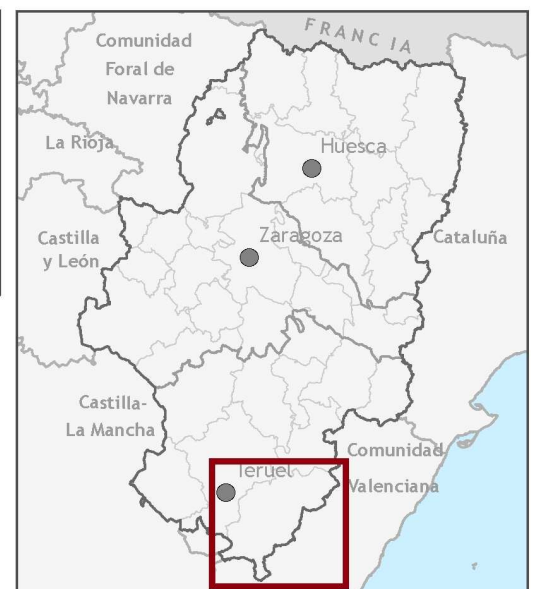 FRANCIA
Comunidad
Foral de
Navarra
La Rioja
Huesca
Castilla
y León
Zaragoza
Cataluña
Castilla-
La Mancha
Comunidad
Teruel
Valenciana